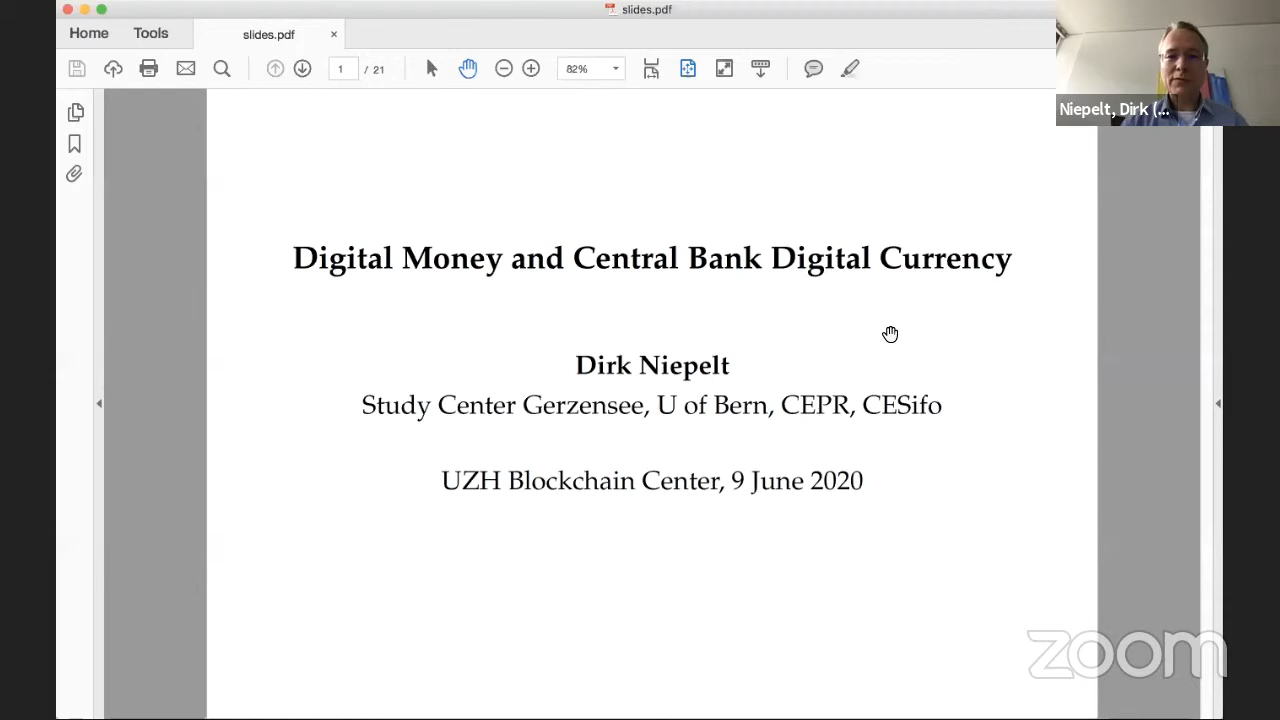 slides.pdf
Home
Tools
slides.pdf
×
1 / 21
82%
Niepelt, Dirk (...
Digital Money and Central Bank Digital Currency
Dirk Niepelt
Study Center Gerzensee, U of Bern, CEPR, CESifo
UZH Blockchain Center, 9 June 2020
zoom